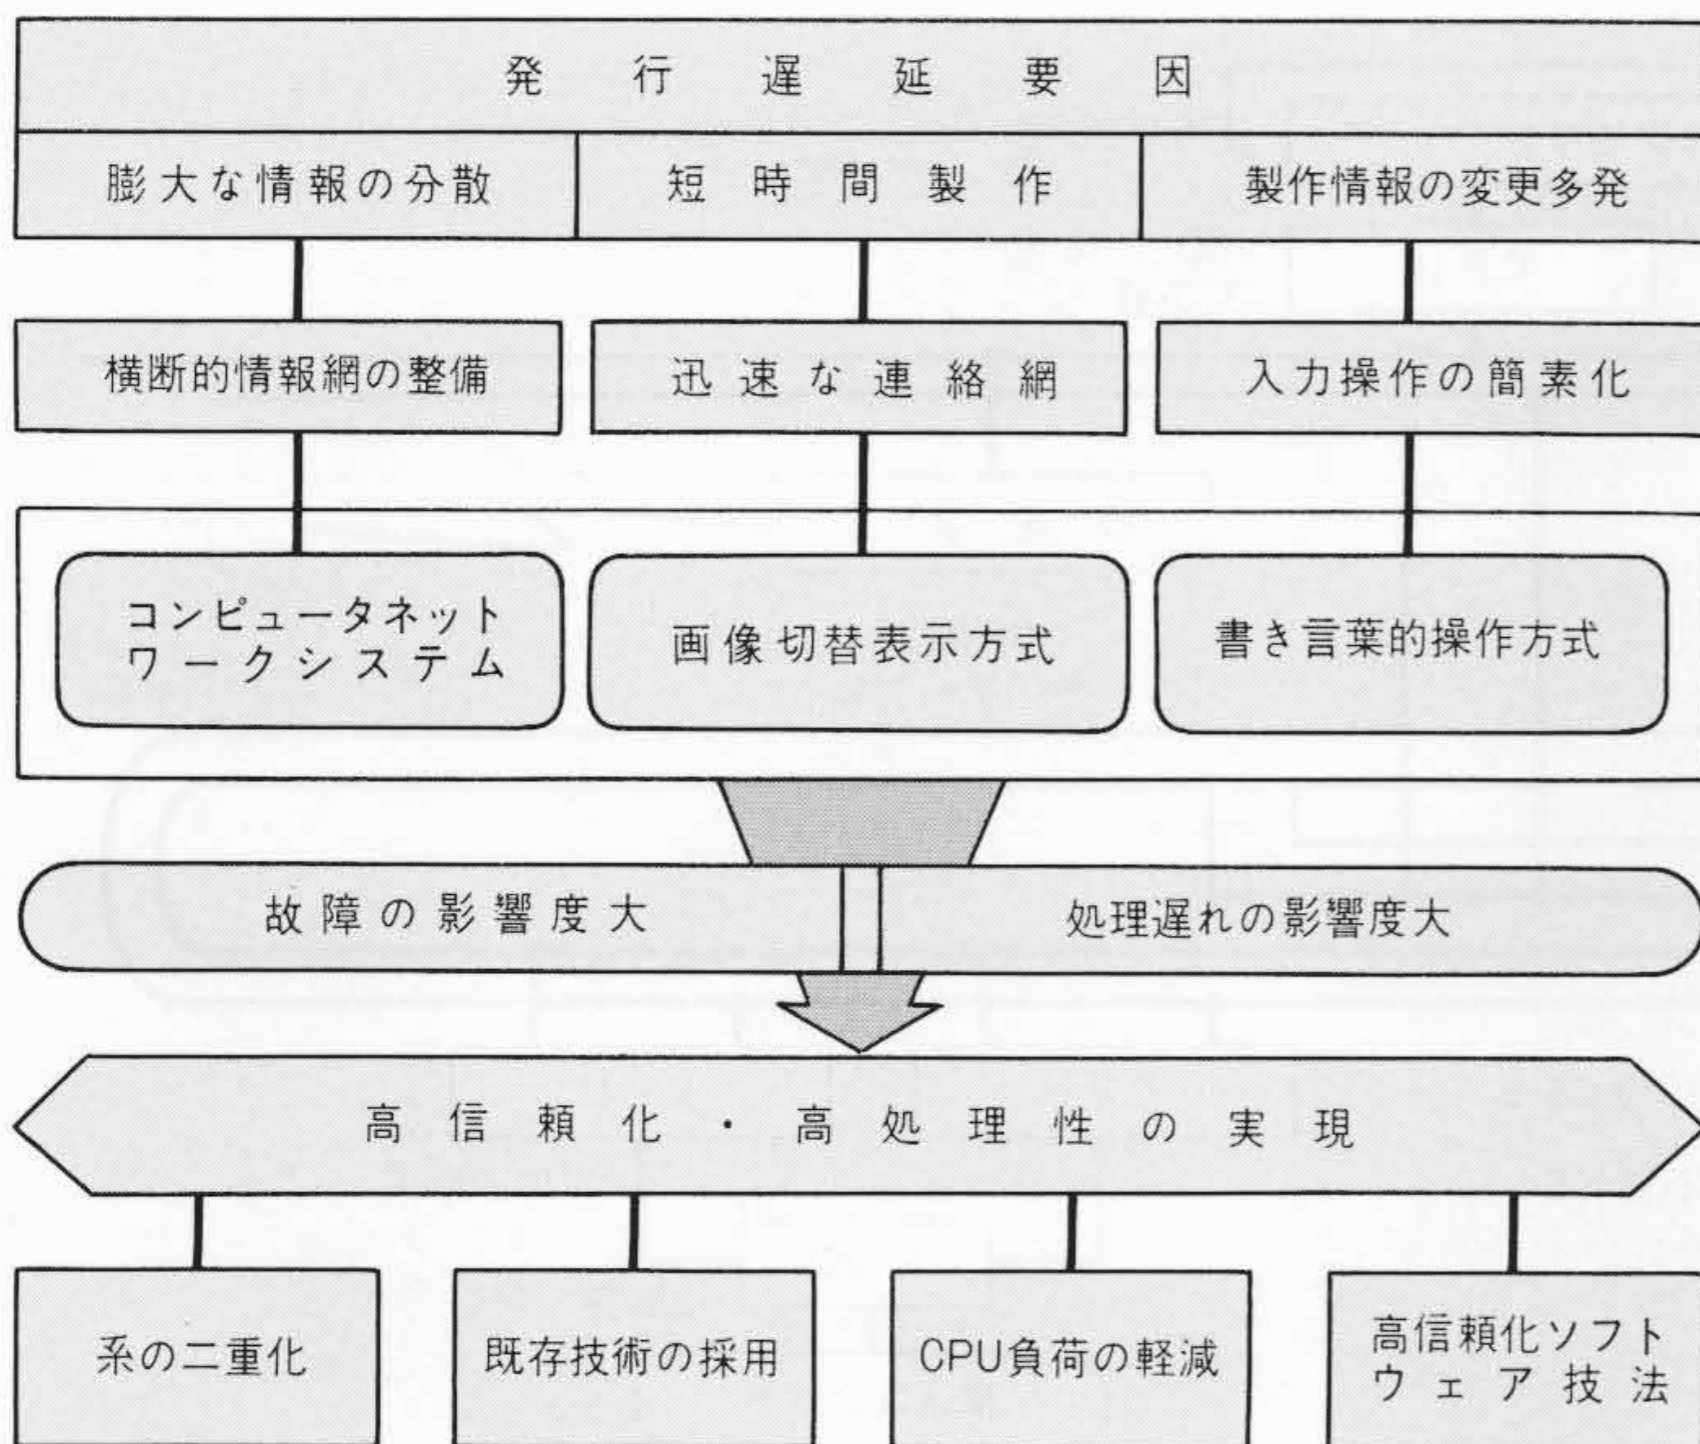 発行遅延要因
膨大な情報の分散
短時間製作
製作情報の変更多発
横断的情報網の整備
迅速な連絡網
入力操作の簡素化
コンピュータネット
ワークシステム
画像切替表示方式
書き言葉的操作方式
故障の影響度大
処理遅れの影響度大
高信頼化・高処理性の実現
系の二重化
既存技術の採用
CPU負荷の軽減
高信頼化ソフト
ウェア技法